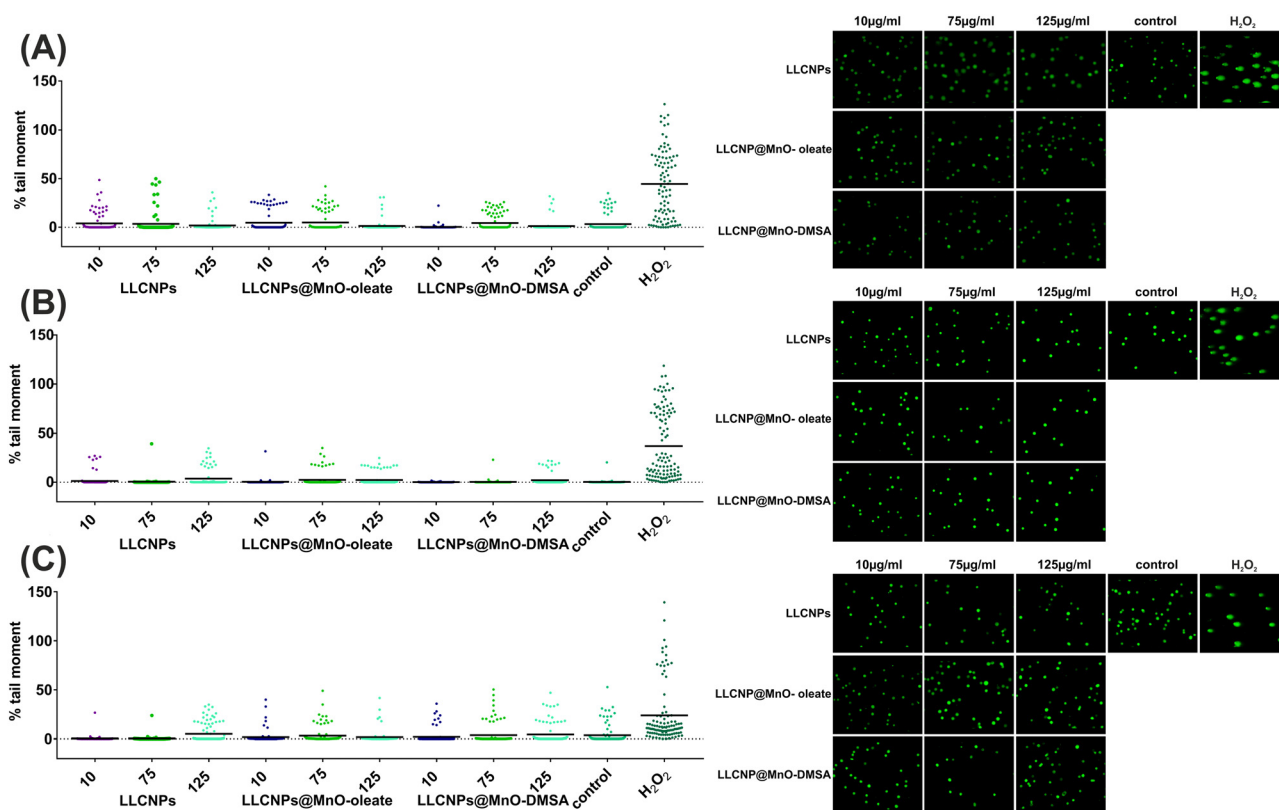 (A)
% tail moment
150
100
50
0
10 75 125 10 75 125 10 75 125 control H₂O₂
LLCNPs LLCNPs@MnO-oleate LLCNPs@MnO-DMSA
10µg/ml 75µg/ml 125µg/ml control H₂O₂
LLCNPs
LLCNP@MnO- oleate
LLCNP@MnO-DMSA
(B)
% tail moment
150
100
50
0
10 75 125 10 75 125 10 75 125 control H₂O₂
LLCNPs LLCNPs@MnO-oleate LLCNPs@MnO-DMSA
10µg/ml 75µg/ml 125µg/ml control H₂O₂
LLCNPs
LLCNP@MnO- oleate
LLCNP@MnO-DMSA
(C)
% tail moment
150
100
50
0
10 75 125 10 75 125 10 75 125 control H₂O₂
LLCNPs LLCNPs@MnO-oleate LLCNPs@MnO-DMSA
10µg/ml 75µg/ml 125µg/ml control H₂O₂
LLCNPs
LLCNP@MnO- oleate
LLCNP@MnO-DMSA